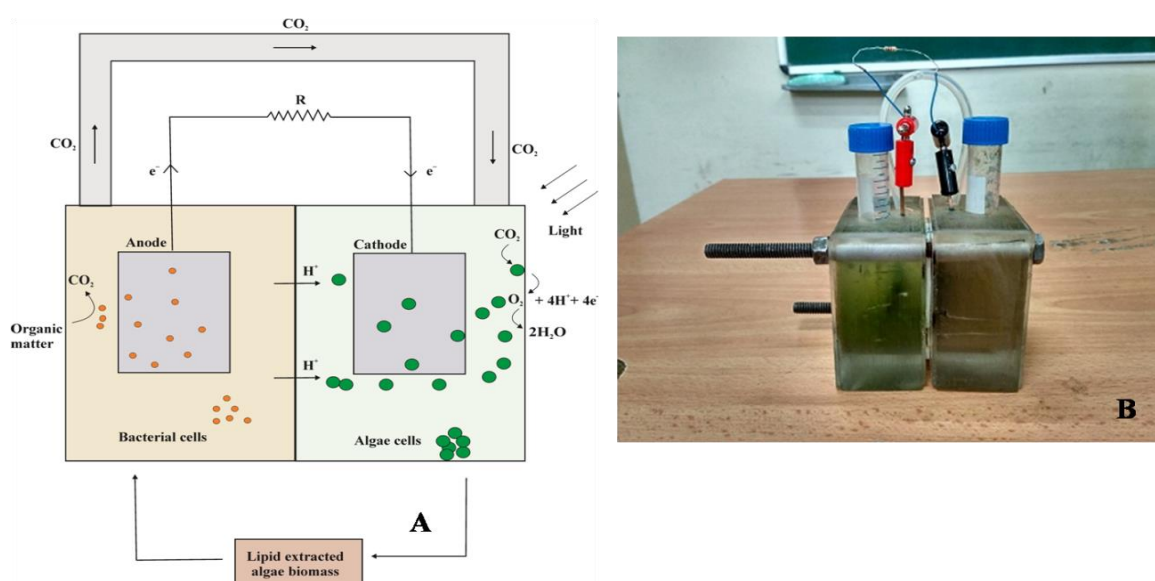 CO₂
CO₂
CO₂
R
e⁻
e⁻
Light
Anode
Cathode
CO₂
CO₂
H⁺
O₂ + 4H⁺+ 4e⁻
2H₂O
Organic
matter
H⁺
Bacterial cells
Algae cells
A
Lipid extracted
algae biomass
B